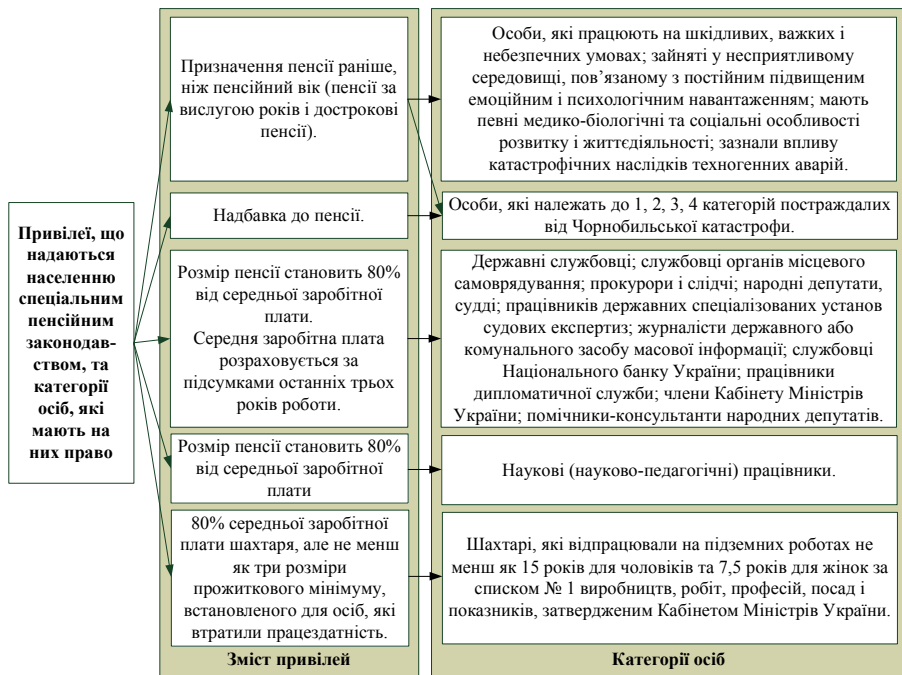 Привілеї, що
надаються
населенню
спеціальним
пенсійним
законодав-
ством, та
категорії
осіб, які
мають на
них право
Призначення пенсії раніше,
ніж пенсійний вік (пенсії за
вислугою років і дострокові
пенсії).
Особи, які працюють на шкідливих, важких і
небезпечних умовах; зайняті у несприятливому
середовищі, пов’язаному з постійним підвищеним
емоційним і психологічним навантаженням; мають
певні медико-біологічні та соціальні особливості
розвитку і життєдіяльності; зазнали впливу
катастрофічних наслідків техногенних аварій.
Надбавка до пенсії.
Особи, які належать до 1, 2, 3, 4 категорій постраждалих
від Чорнобильської катастрофи.
Розмір пенсії становить 80%
від середньої заробітної
плати.
Середня заробітна плата
розраховується за
підсумками останніх трьох
років роботи.
Державні службовці; службовці органів місцевого
самоврядування; прокурори і слідчі; народні депутати,
судді; працівників державних спеціалізованих установ
судових експертиз; журналісти державного або
комунального засобу масової інформації; службовці
Національного банку України; працівники
дипломатичної служби; члени Кабінету Міністрів
України; помічники-консультанти народних депутатів.
Розмір пенсії становить 80%
від середньої заробітної
плати
Наукові (науково-педагогічні) працівники.
80% середньої заробітної
плати шахтаря, але не менш
як три розміри
прожиткового мінімуму,
встановленого для осіб, які
втратили працездатність.
Шахтарі, які відпрацювали на підземних роботах не
менш як 15 років для чоловіків та 7,5 років для жінок за
списком № 1 виробництв, робіт, професій, посад і
показників, затвердженим Кабінетом Міністрів України.
Зміст привілей
Категорії осіб